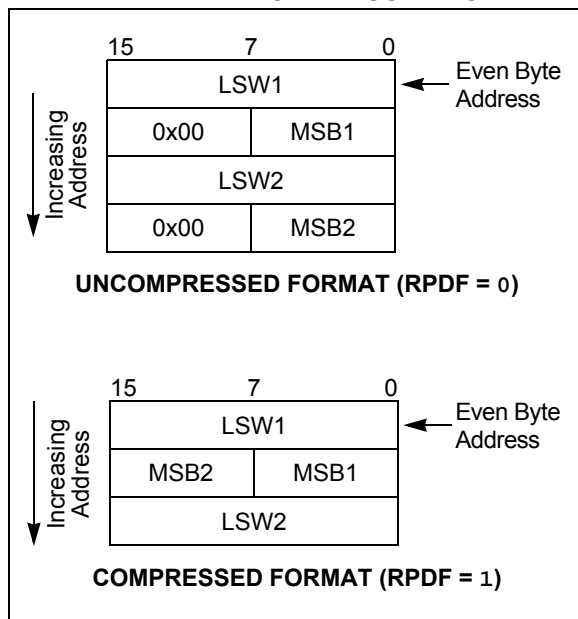 15 7 0
LSW1
Even Byte
Address
0x00 MSB1
LSW2
0x00 MSB2
Increasing
Address
UNCOMPRESSED FORMAT (RPDF = 0)
15 7 0
LSW1
Even Byte
Address
MSB2 MSB1
LSW2
Increasing
Address
COMPRESSED FORMAT (RPDF = 1)